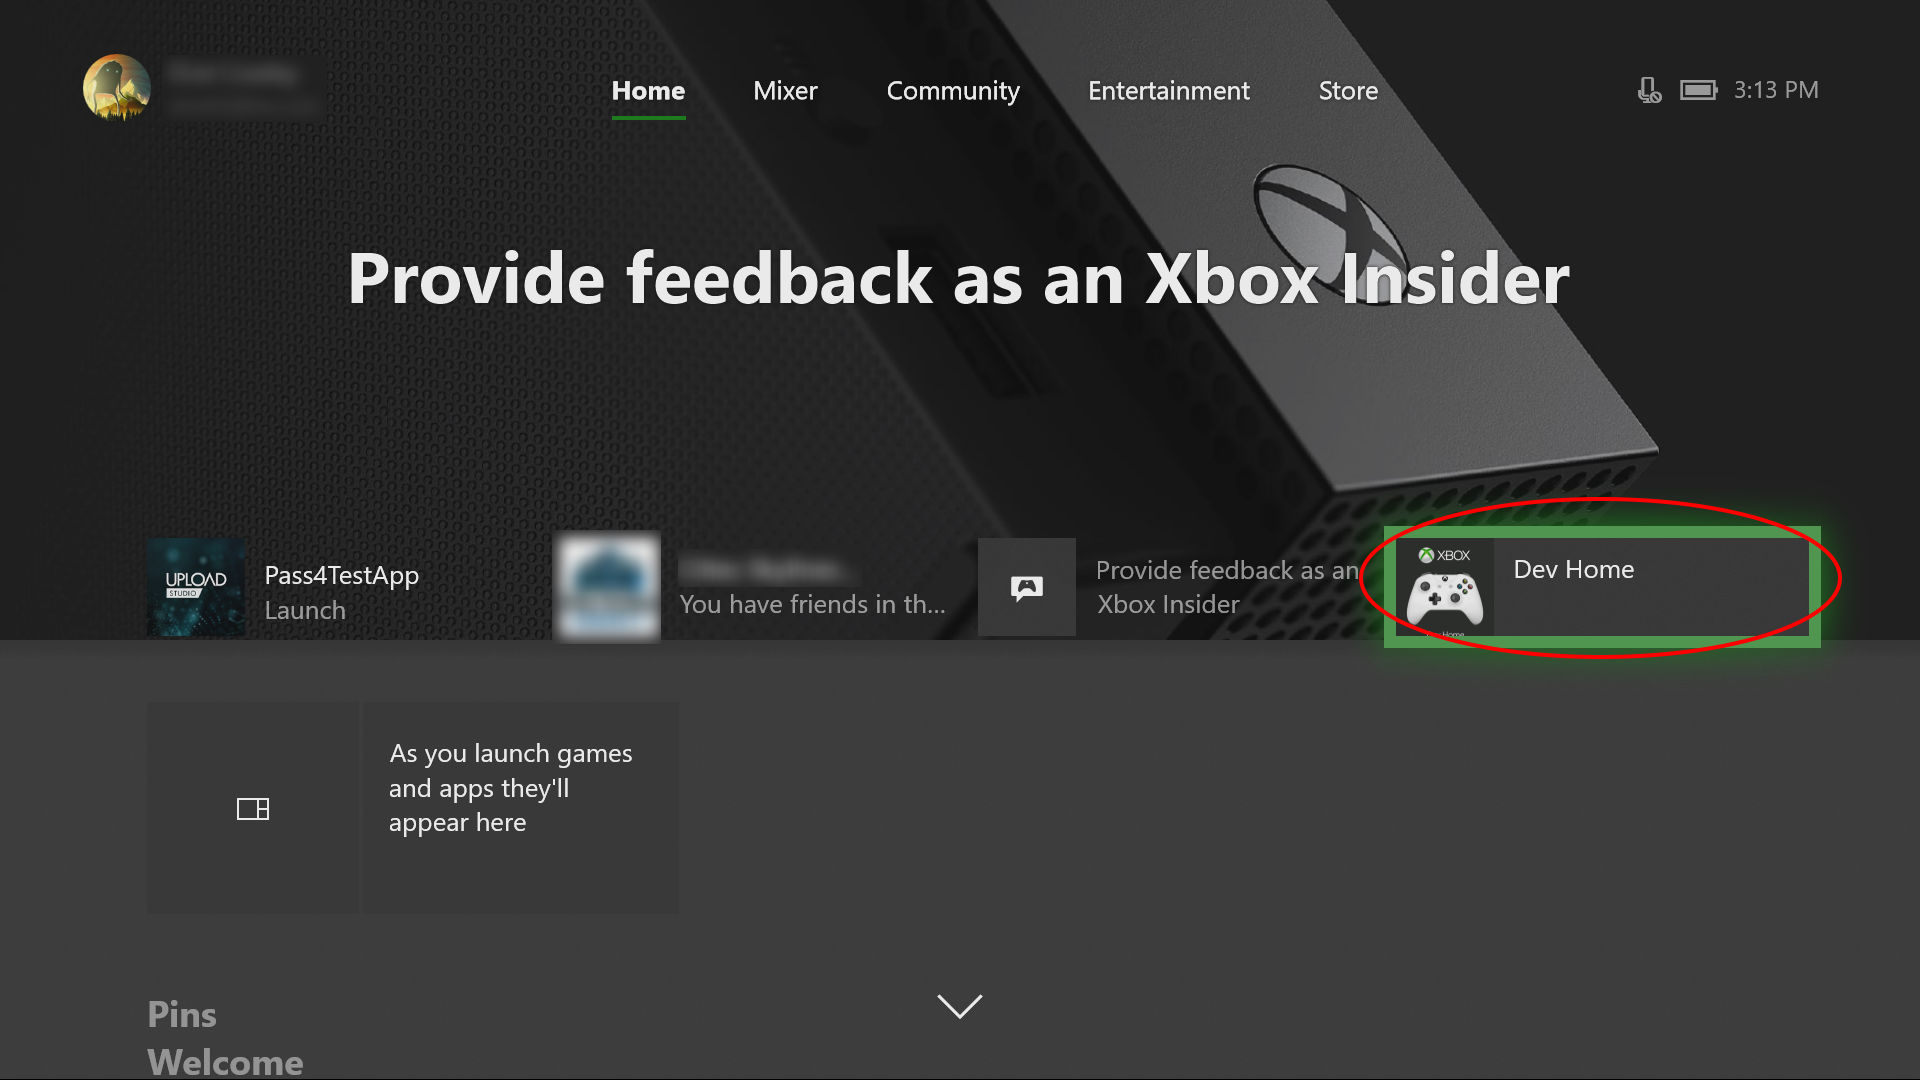 Home
Mixer
Community
Entertainment
Store
3:13 PM
Provide feedback as an Xbox Insider
UPLOAD
STUDIO
Pass4TestApp
Launch
You have friends in th...
Provide feedback as an
Xbox Insider
XBOX
Dev Home
Dev Home
As you launch games
and apps they'll
appear here
Pins
Welcome